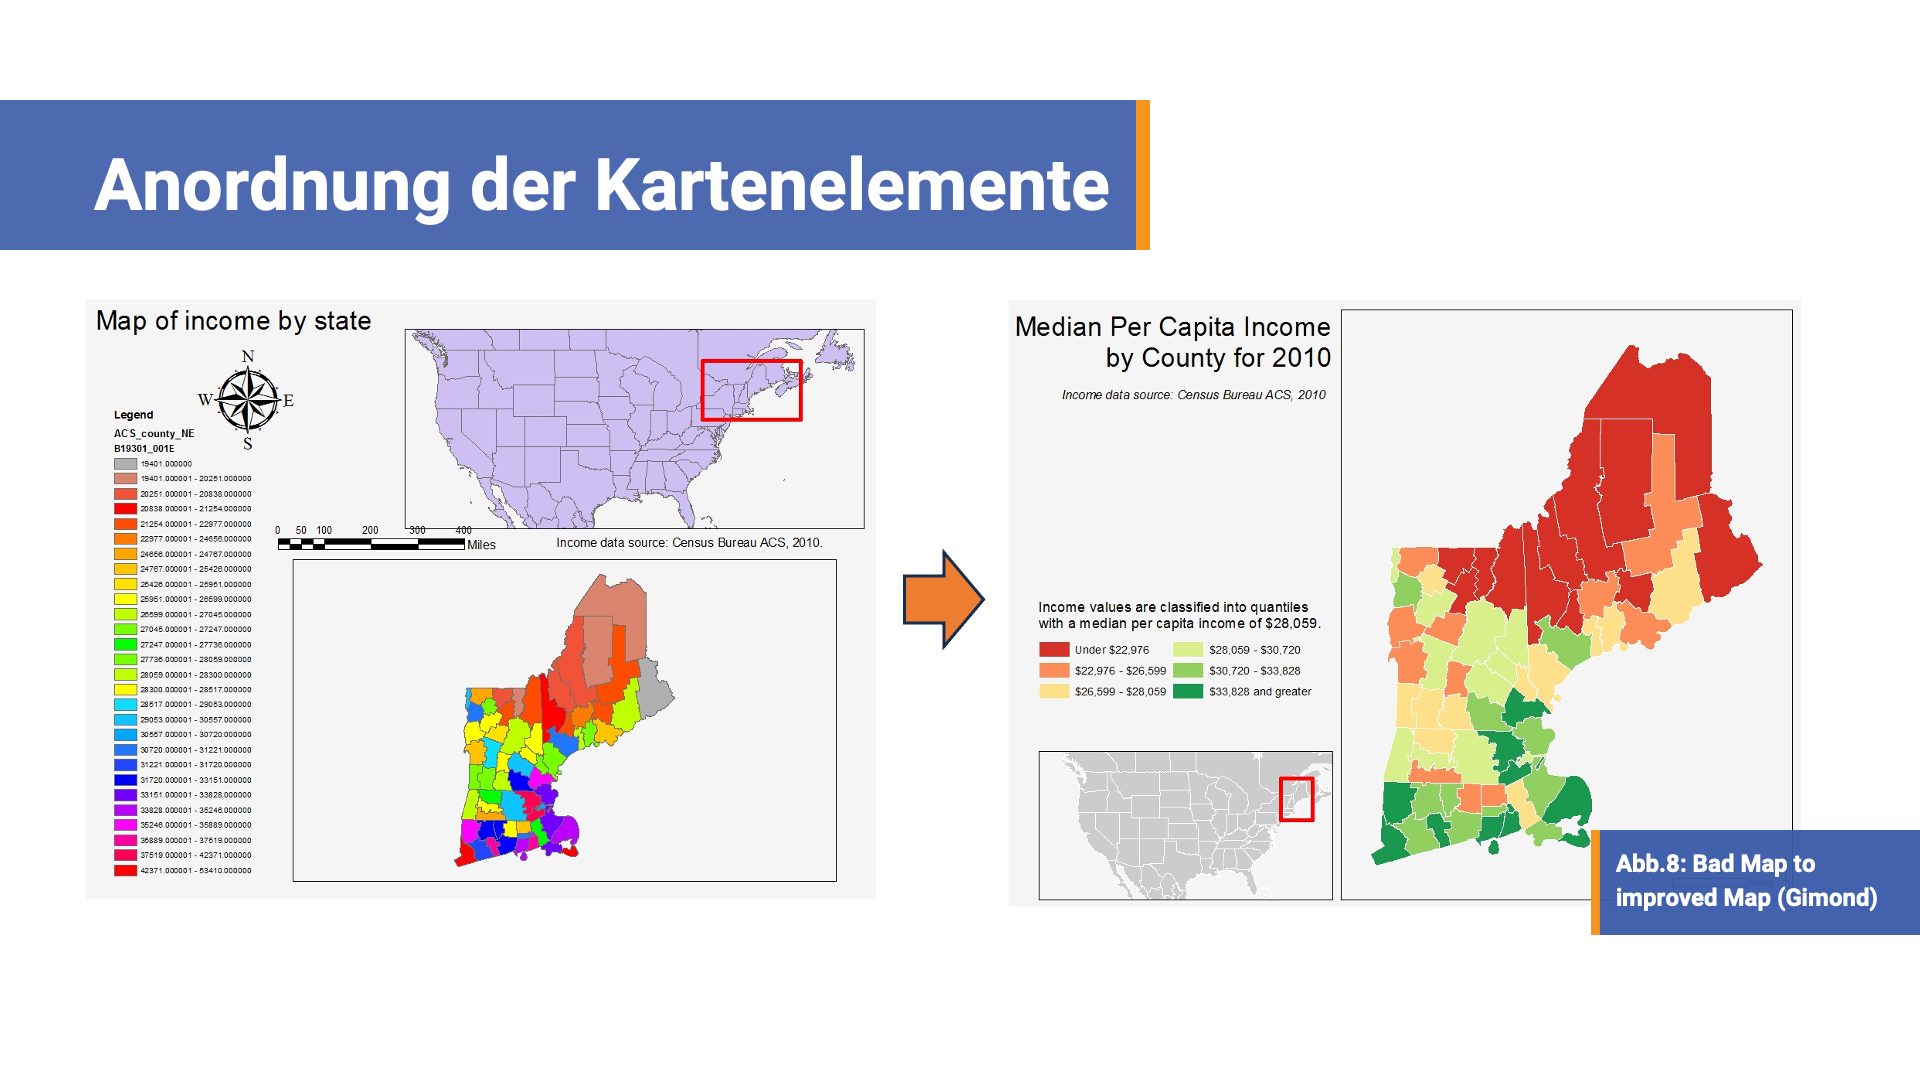 Anordnung der Kartenelemente
Map of income by state
N
W
E
S
Legend
ACS_county_NE
B19301_001E
19401.000000
19401.000001 - 20251.000000
20251.000001 - 20838.000000
20838.000001 - 21254.000000
21254.000001 - 22977.000000
22977.000001 - 24656.000000
24656.000001 - 24767.000000
24767.000001 - 25426.000000
25426.000001 - 25951.000000
25951.000001 - 26599.000000
26599.000001 - 27045.000000
27045.000001 - 27247.000000
27247.000001 - 27736.000000
27736.000001 - 28059.000000
28059.000001 - 28300.000000
28300.000001 - 28517.000000
28517.000001 - 29053.000000
29053.000001 - 30557.000000
30557.000001 - 30720.000000
30720.000001 - 31221.000000
31221.000001 - 31720.000000
31720.000001 - 33151.000000
33151.000001 - 33828.000000
33828.000001 - 35246.000000
35246.000001 - 35889.000000
35889.000001 - 37519.000000
37519.000001 - 42371.000000
42371.000001 - 53410.000000
0 50 100 200 300 400
Miles
Income data source: Census Bureau ACS, 2010.
Median Per Capita Income
by County for 2010
Income data source: Census Bureau ACS, 2010
Income values are classified into quantiles
with a median per capita income of $28,059.
Under $22,976
$28,059 - $30,720
$22,976 - $26,599
$30,720 - $33,828
$26,599 - $28,059
$33,828 and greater
Abb.8: Bad Map to
improved Map (Gimond)